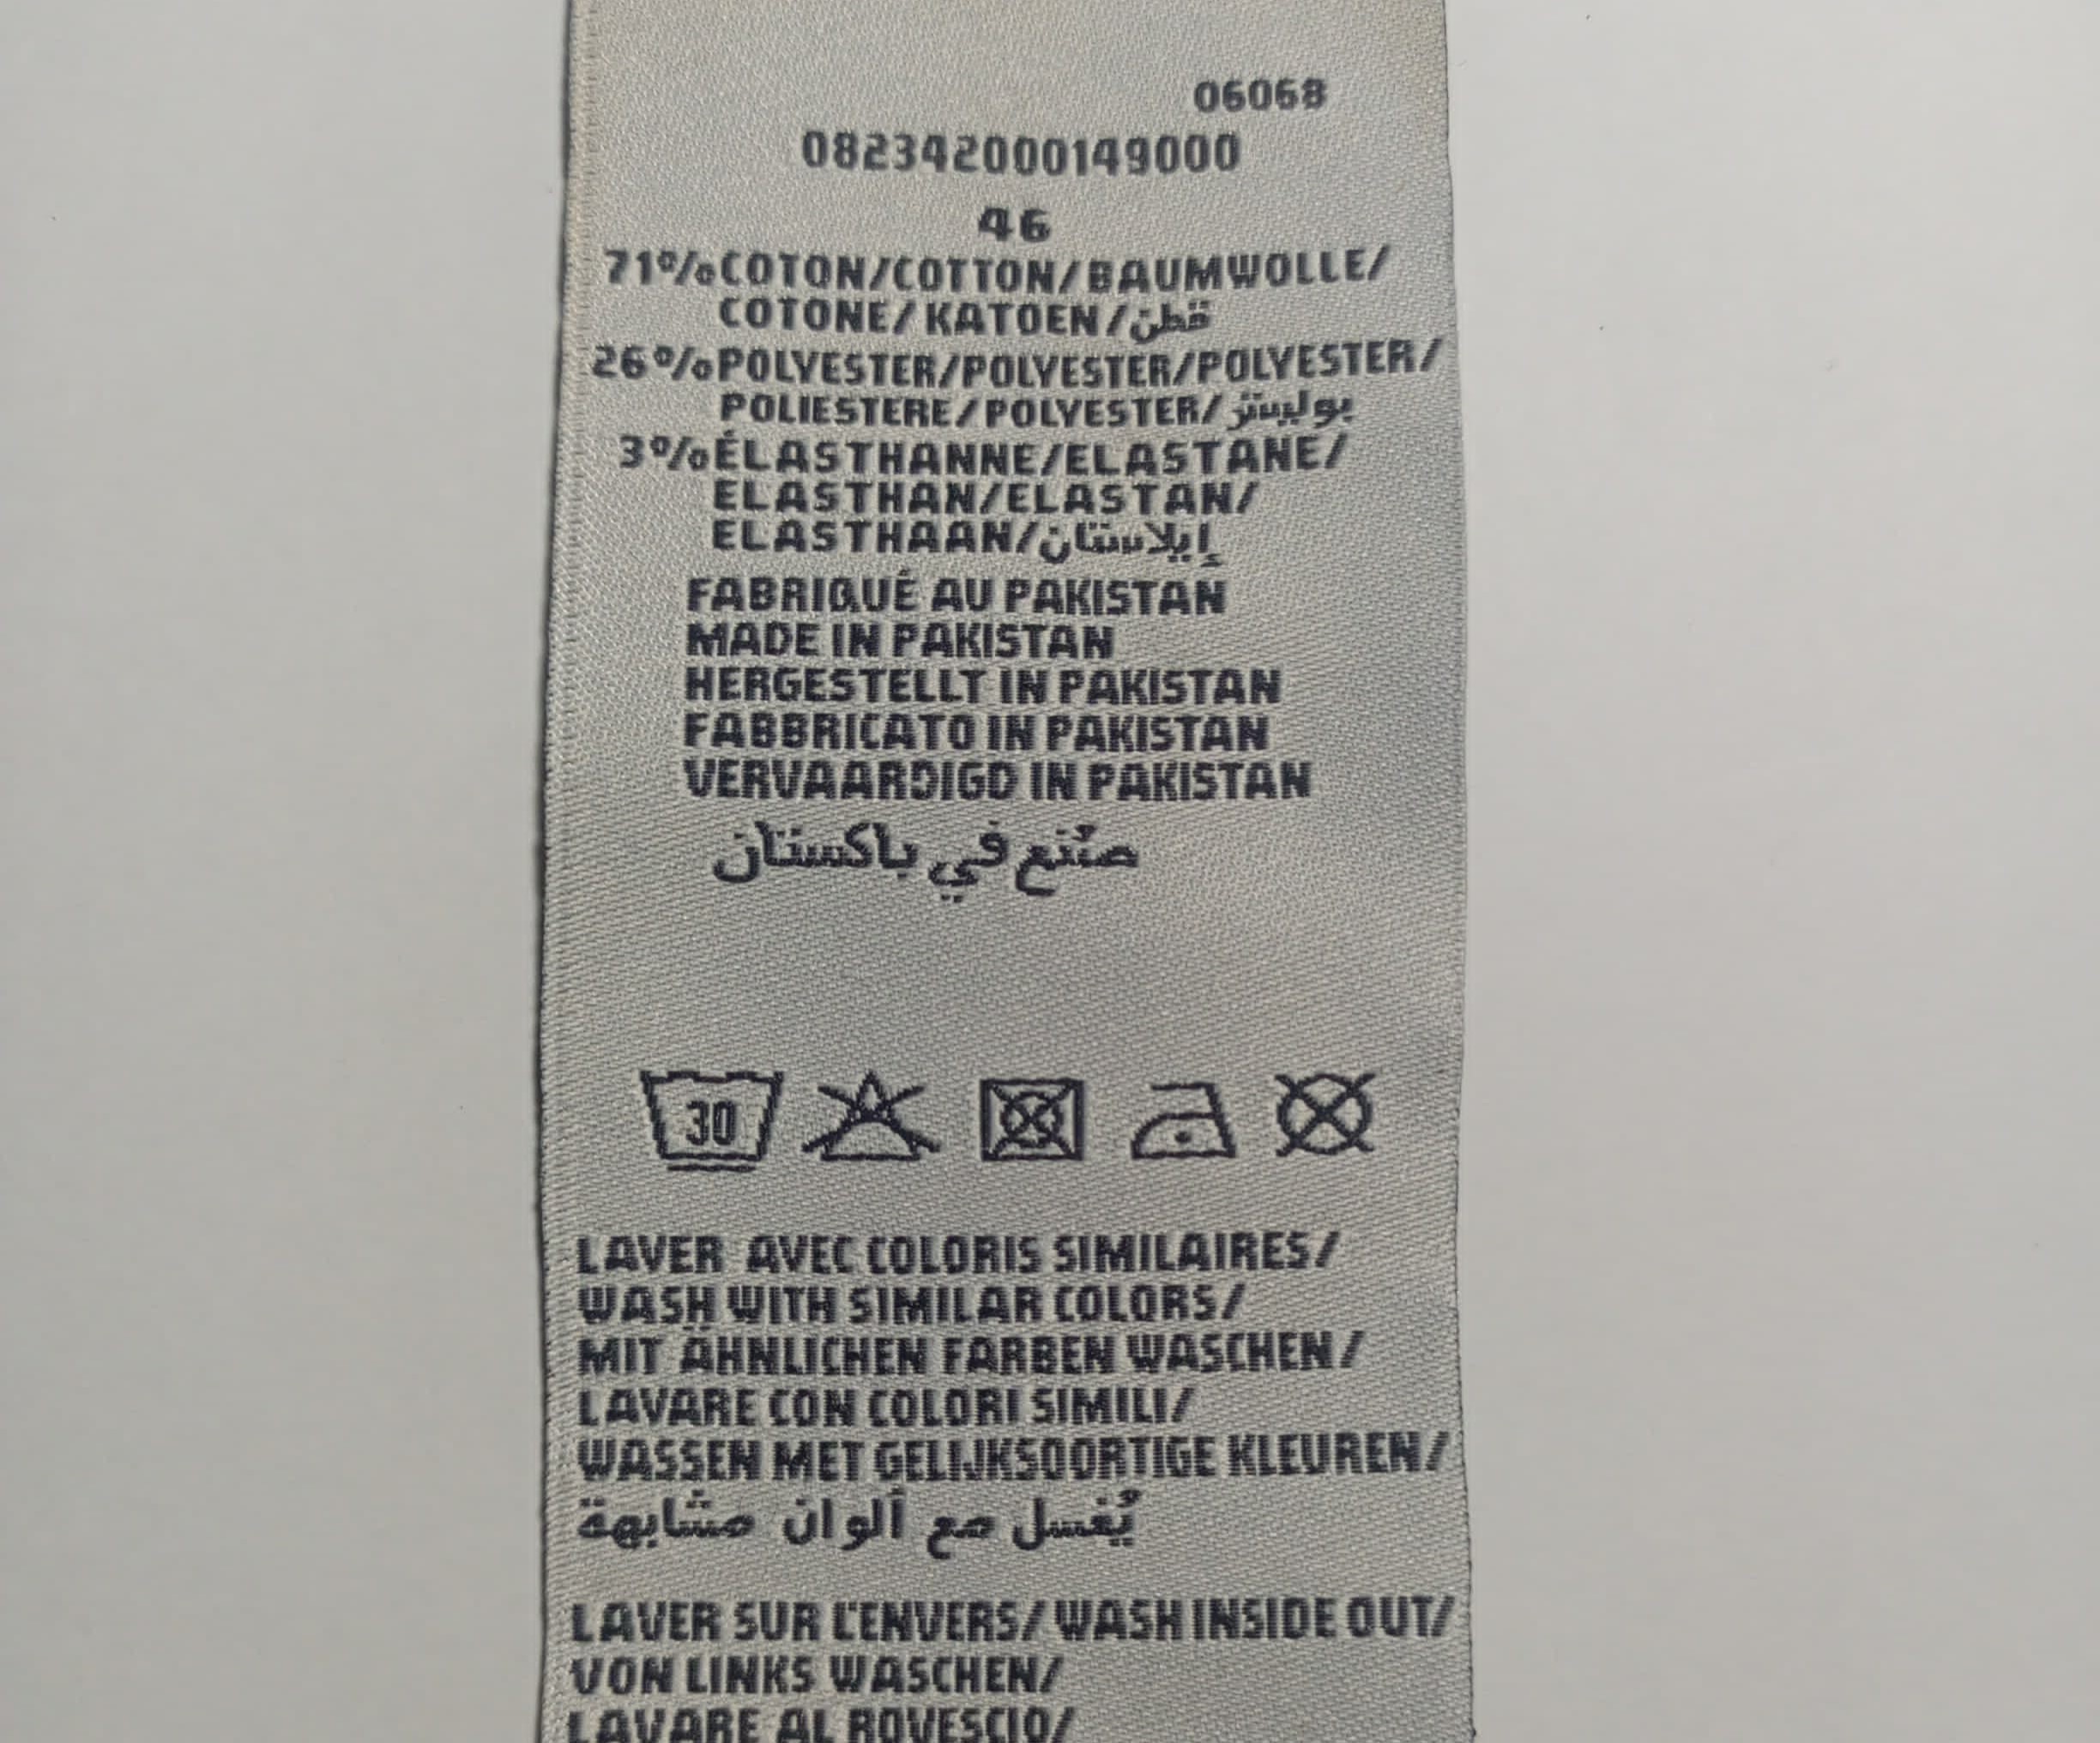 06068
082342000149000
46
71%COTON/COTTON/BAUMWOLLE/
COTONE/KATOEN/قطن
26%POLYESTER/POLYESTER/POLYESTER/
POLIESTERE/POLYESTER/بوليستر
3%ÉLASTHANNE/ELASTANE/
ELASTHAN/ELASTAN/
ELASTHAAN/إيلاستان
FABRIQUÉ AU PAKISTAN
MADE IN PAKISTAN
HERGESTELLT IN PAKISTAN
FABBRICATO IN PAKISTAN
VERVAARDIGD IN PAKISTAN
صُنع في باكستان
30
LAVER AVEC COLORIS SIMILAIRES/
WASH WITH SIMILAR COLORS/
MIT ÄHNLICHEN FARBEN WASCHEN/
LAVARE CON COLORI SIMILI/
WASSEN MET GELIJKSOORTIGE KLEUREN/
يُغسل مع ألوان مشابهة
LAVER SUR L'ENVERS/WASH INSIDE OUT/
VON LINKS WASCHEN/
LAVARE AL ROVESCIO/